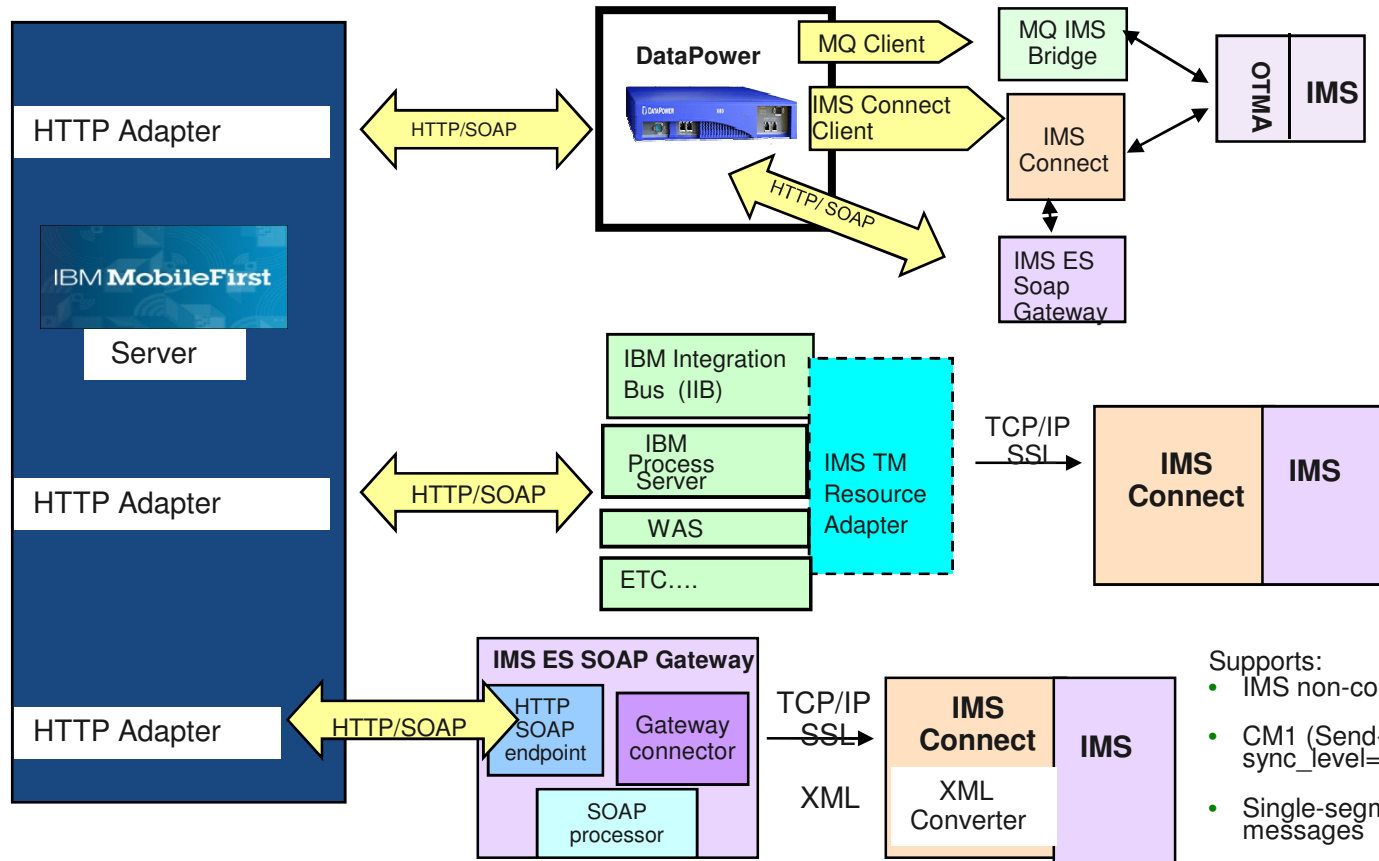 HTTP Adapter
HTTP/SOAP
DataPower
DATAPOWER
MQ Client
IMS Connect
Client
HTTP/ SOAP
MQ IMS
Bridge
IMS
Connect
IMS ES
Soap
Gateway
OTMA
IMS
IBM MobileFirst
Server
HTTP Adapter
HTTP/SOAP
IBM Integration
Bus (IIB)
IBM
Process
Server
WAS
ETC....
IMS TM
Resource
Adapter
TCP/IP
SSL
IMS
Connect
IMS
HTTP Adapter
HTTP/SOAP
IMS ES SOAP Gateway
HTTP
SOAP
endpoint
Gateway
connector
SOAP
processor
TCP/IP
SSL
XML
IMS
Connect
XML
Converter
IMS
Supports:
• IMS non-co
• CM1 (Send-
sync_level=
• Single-segm
messages